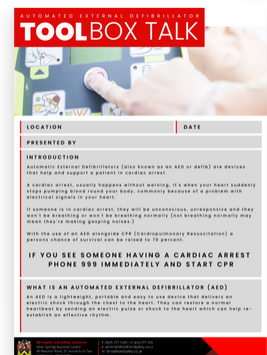 AUTOMATED EXTERNAL DEFIBRILLATOR
TOOLBOX TALK
LOCATION
DATE
PRESENTED BY
INTRODUCTION
Automatic External Defibrillators (also known as an AED or defib) are devices
that help and support a patient in cardiac arrest.
A cardiac arrest, usually happens without warning, it's when your heart suddenly
stops pumping blood round your body, commonly because of a problem with
electrical signals in your heart.
If someone is in cardiac arrest, they will be unconscious, unresponsive and they
won't be breathing or won't be breathing normally (not breathing normally may
mean they're making gasping noises).
With the use of an AED alongside CPR (Cardiopulmonary Resuscitation) a
persons chance of survival can be raised to 70 percent.
IF YOU SEE SOMEONE HAVING A CARDIAC ARREST
PHONE 999 IMMEDIATELY AND START CPR
WHAT IS AN AUTOMATED EXTERNAL DEFIBRILLATOR (AED)
An AED is a lightweight, portable and easy to use device that delivers an
electric shock through the chest to the heart. They can restore a normal
heartbeat by sending an electric pulse or shock to the heart which can help re-
establish an effective rhythm.